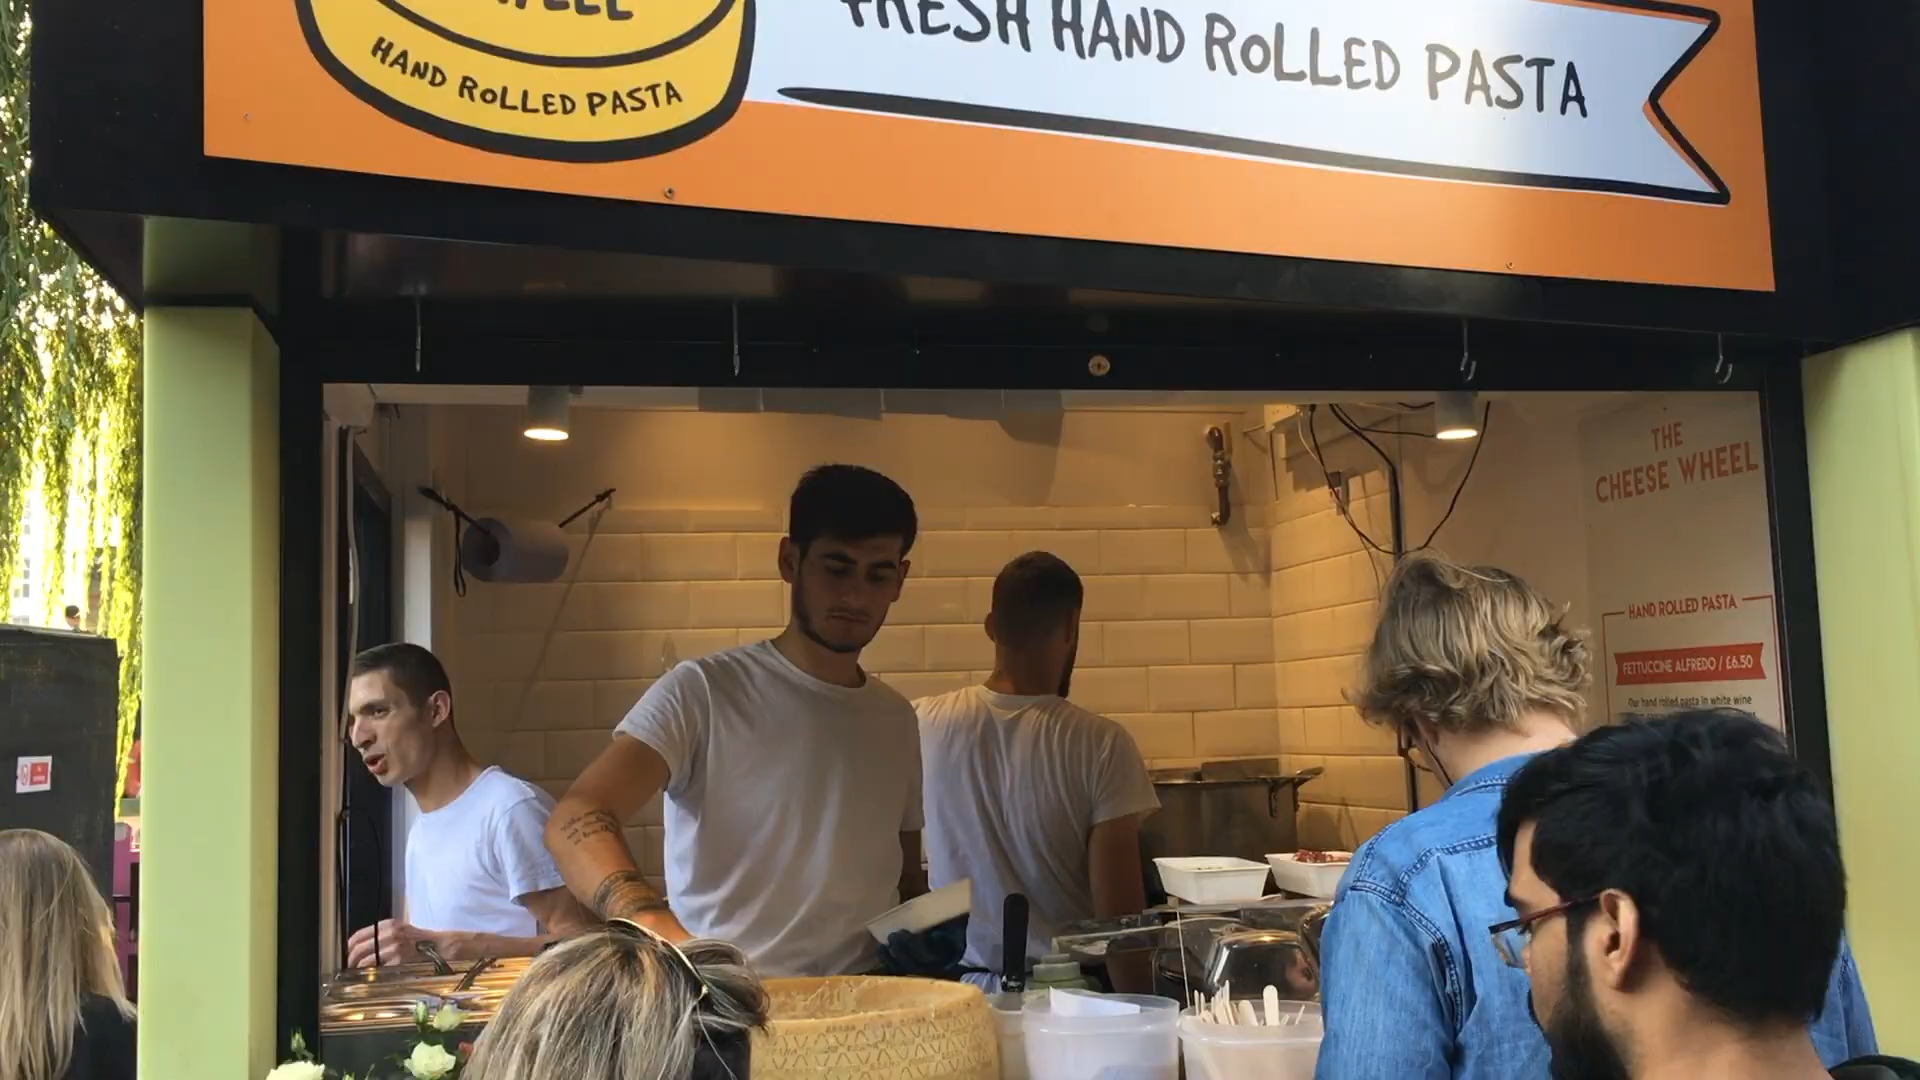 HAND ROLLED PASTA
FRESH HAND ROLLED PASTA
THE
CHEESE WHEEL
HAND ROLLED PASTA
FETTUCCINE ALFREDO / £6.50
Our hand rolled pasta in white wine